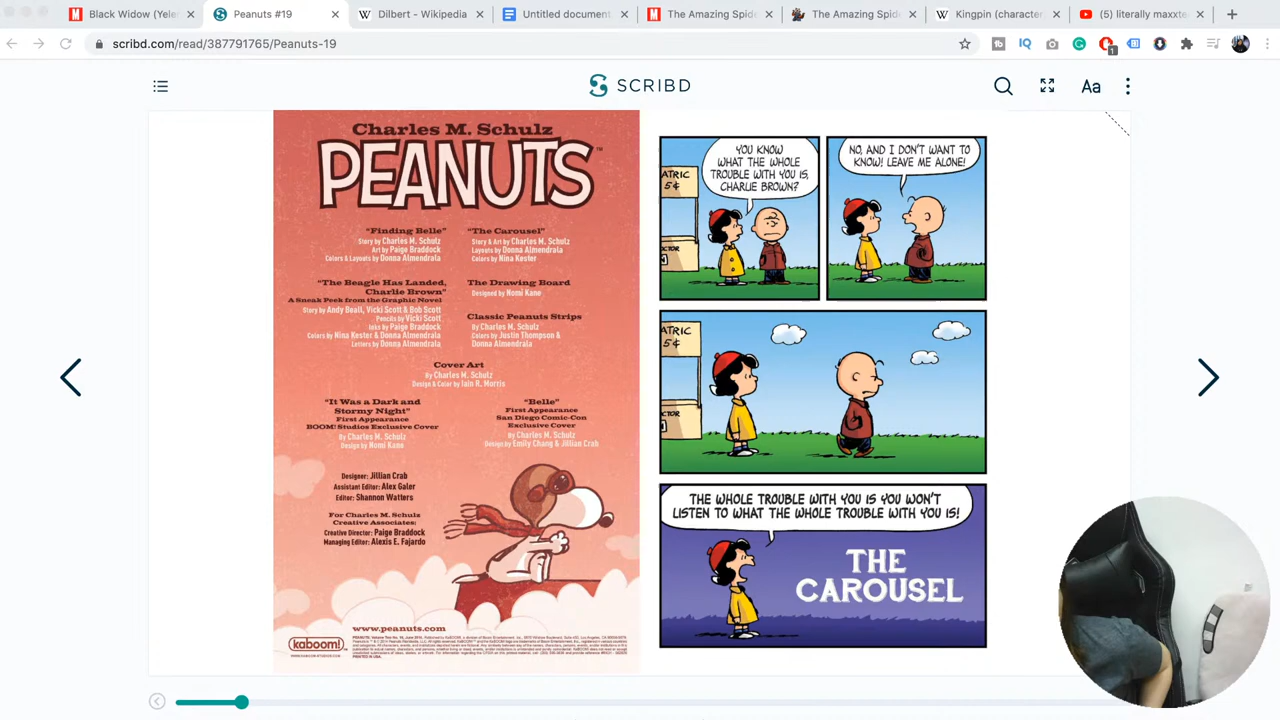 Black Widow (Yele
Peanuts #19
Dilbert - Wikipedia
Untitled document
The Amazing Spid
The Amazing Spid
Kingpin (character
(5) literally maxxte
scribd.com/read/387791765/Peanuts-19
IQ
1
SCRIBD
Aa
Charles M. Schulz
PEANUTS™
"Finding Belle"
Story by Charles M. Schulz
Art by Paige Braddock
Colors & Layouts by Donna Almendrala
"The Carousel"
Story & Art by Charles M. Schulz
Layouts by Donna Almendrala
Colors by Nina Kester
"The Beagle Has Landed,
Charlie Brown"
A Sneak Peek from the Graphic Novel
Story by Andy Beall, Vicki Scott & Bob Scott
Pencils by Vicki Scott
Inks by Paige Braddock
Colors by Nina Kester & Donna Almendrala
Letters by Donna Almendrala
The Drawing Board
Designed by Nomi Kane
Classic Peanuts Strips
By Charles M. Schulz
Colors by Justin Thompson &
Donna Almendrala
Cover Art
By Charles M. Schulz
Design & Color by Iain R. Morris
"It Was a Dark and
Stormy Night"
First Appearance
BOOM! Studios Exclusive Cover
By Charles M. Schulz
Design by Nomi Kane
"Belle"
First Appearance
San Diego Comic-Con
Exclusive Cover
By Charles M. Schulz
Design by Emily Chang & Jillian Crab
Designer: Jillian Crab
Assistant Editor: Alex Galer
Editor: Shannon Watters
For Charles M. Schulz
Creative Associates:
Creative Director: Paige Braddock
Managing Editor: Alexis E. Fajardo
www.peanuts.com
kaboom!
ATRIC
5¢
CTOR
YOU KNOW
WHAT THE WHOLE
TROUBLE WITH YOU IS,
CHARLIE BROWN?
NO, AND I DON'T WANT TO
KNOW! LEAVE ME ALONE!
ATRIC
5¢
CTOR
THE WHOLE TROUBLE WITH YOU IS YOU WON'T
LISTEN TO WHAT THE WHOLE TROUBLE WITH YOU IS!
THE
CAROUSEL